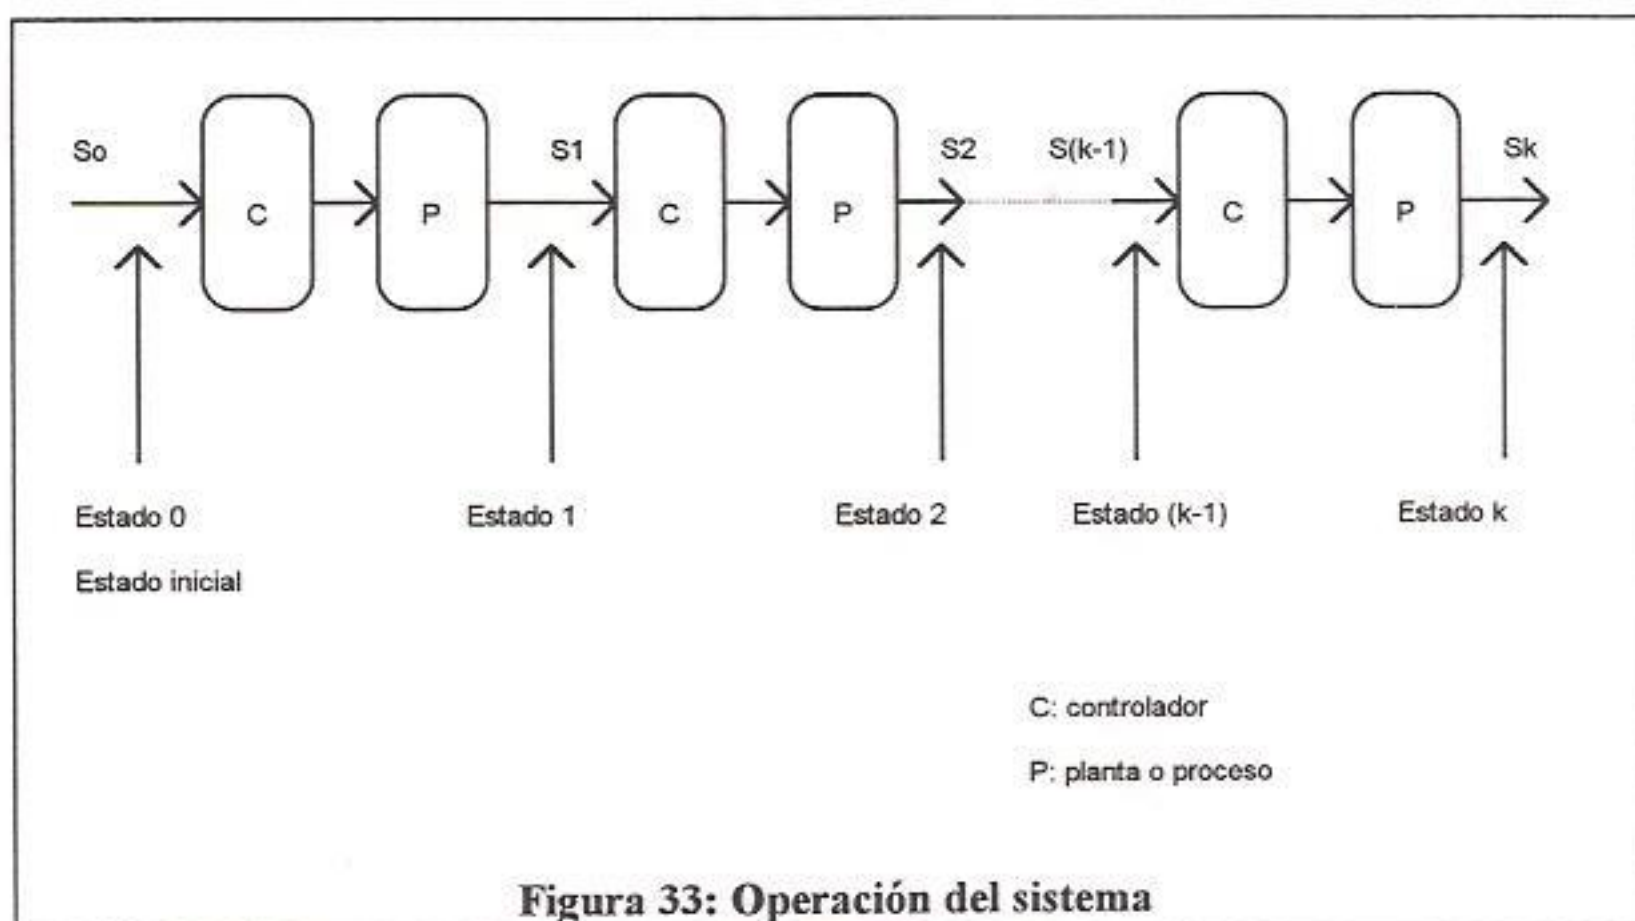 So S1 S2 S(k-1) Sk
C P C P C P
Estado 0 Estado 1 Estado 2 Estado (k-1) Estado k
Estado inicial
C: controlador
P: planta o proceso
Figura 33: Operación del sistema